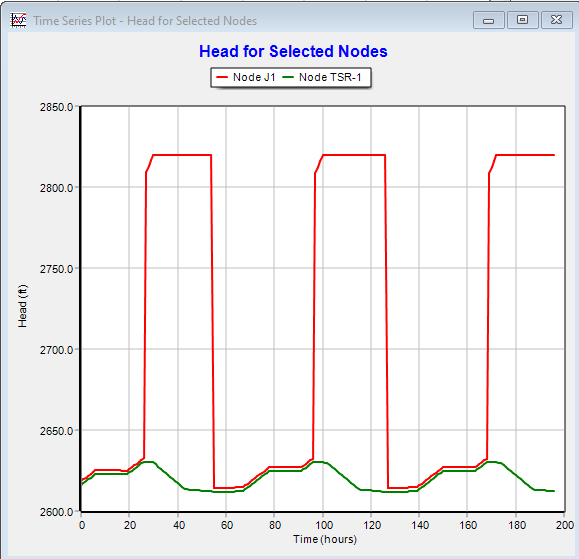 Time Series Plot - Head for Selected Nodes
Head for Selected Nodes
Node J1 Node TSR-1
2850.0
2800.0
2750.0
2700.0
2650.0
2600.0
Head (ft)
0 20 40 60 80 100 120 140 160 180 200
Time (hours)